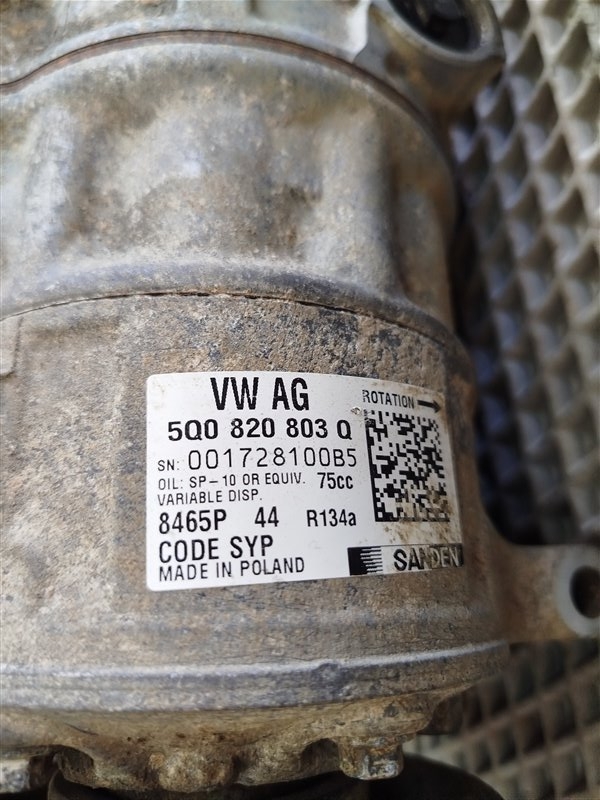 VW AG
ROTATION
5Q0 820 803 Q
SN: 001728100B5
OIL: SP-10 OR EQUIV. 75cc
VARIABLE DISP.
8465P 44 R134a
CODE SYP
MADE IN POLAND
SANDEN